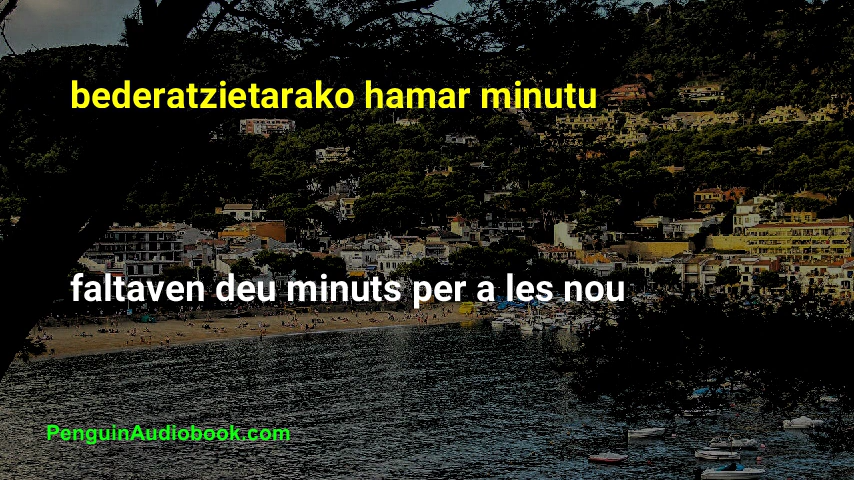 bederatzietarako hamar minutu
faltaven deu minuts per a les nou
PenguinAudiobook.com